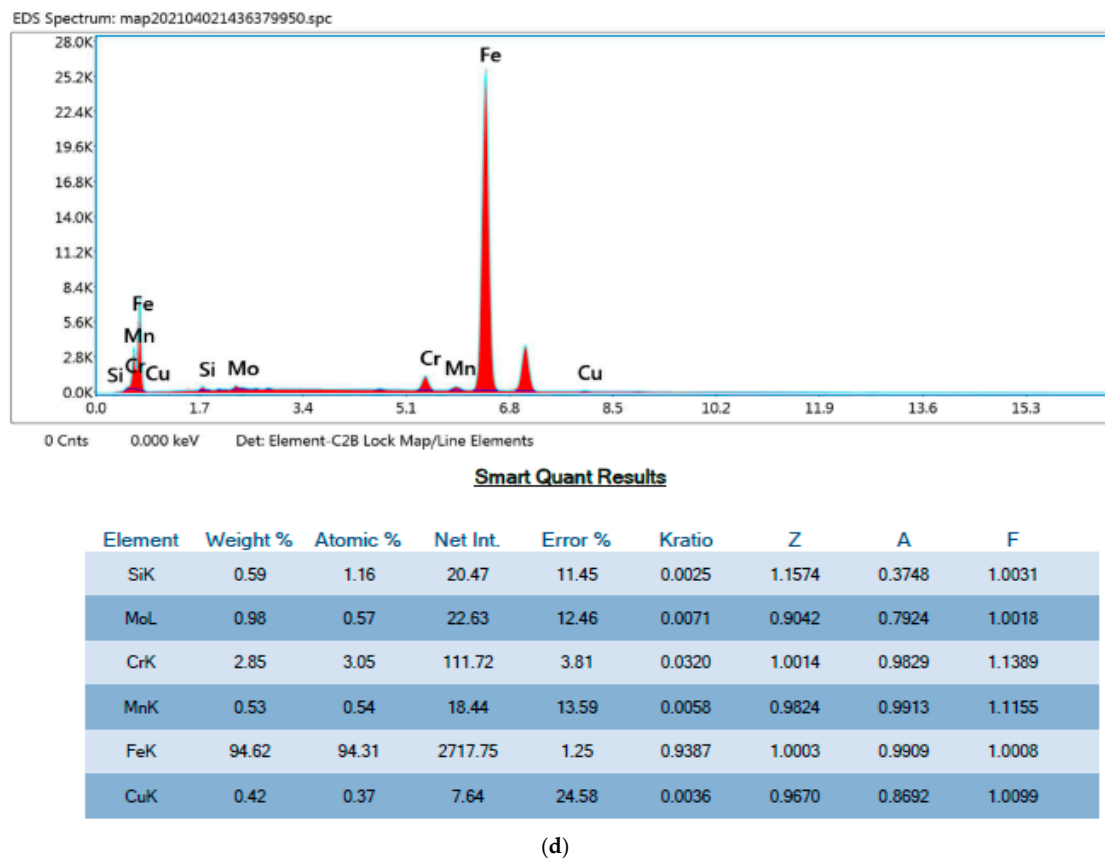 EDS Spectrum: map202104021436379950.spc
28.0K
25.2K
22.4K
19.6K
16.8K
14.0K
11.2K
8.4K
5.6K
2.8K
0.0K
Fe
Fe
Mn
Cr
Si
Cu
Si
Mo
Cr
Mn
Cu
0.0 1.7 3.4 5.1 6.8 8.5 10.2 11.9 13.6 15.3
0 Cnts 0.000 keV Det: Element-C2B Lock Map/Line Elements
Smart Quant Results
Element Weight % Atomic % Net Int. Error % Kratio Z A F
SiK 0.59 1.16 20.47 11.45 0.0025 1.1574 0.3748 1.0031
MoL 0.98 0.57 22.63 12.46 0.0071 0.9042 0.7924 1.0018
CrK 2.85 3.05 111.72 3.81 0.0320 1.0014 0.9829 1.1389
MnK 0.53 0.54 18.44 13.59 0.0058 0.9824 0.9913 1.1155
FeK 94.62 94.31 2717.75 1.25 0.9387 1.0003 0.9909 1.0008
CuK 0.42 0.37 7.64 24.58 0.0036 0.9670 0.8692 1.0099
(d)